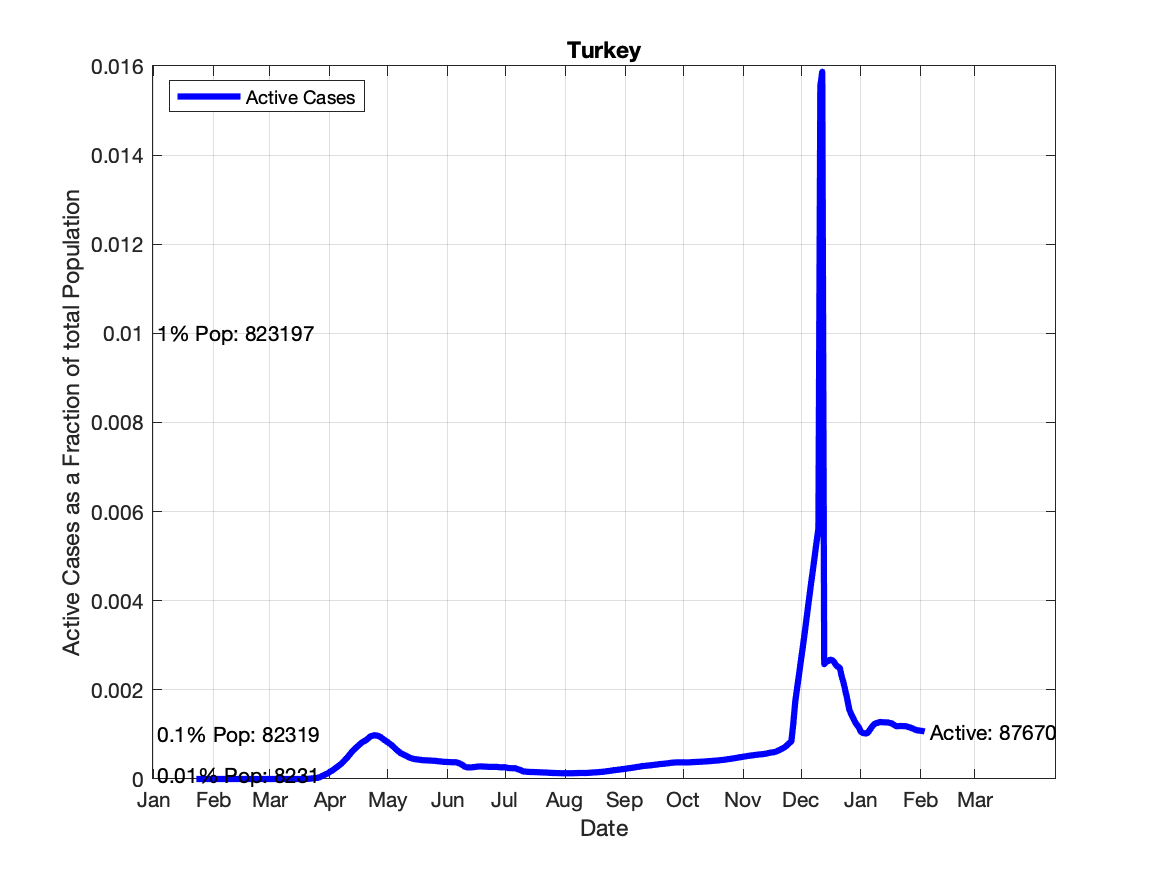 Turkey
0.016
Active Cases
0.014
0.012
0.01
1% Pop: 823197
0.008
0.006
0.004
0.002
0.1% Pop: 82319
Active: 87670
0
0.01% Pop: 8231
Active Cases as a Fraction of total Population
Jan Feb Mar Apr May Jun Jul Aug Sep Oct Nov Dec Jan Feb Mar
Date